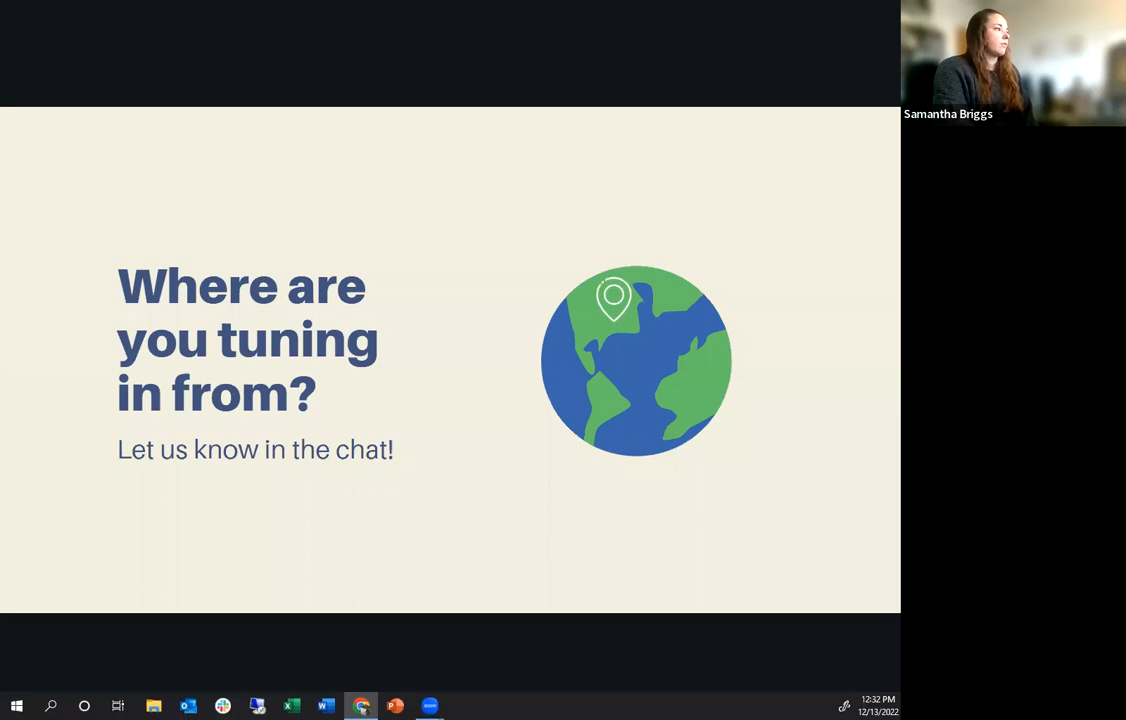 Samantha Briggs
Where are
you tuning
in from?
Let us know in the chat!
12:32 PM
12/13/2022